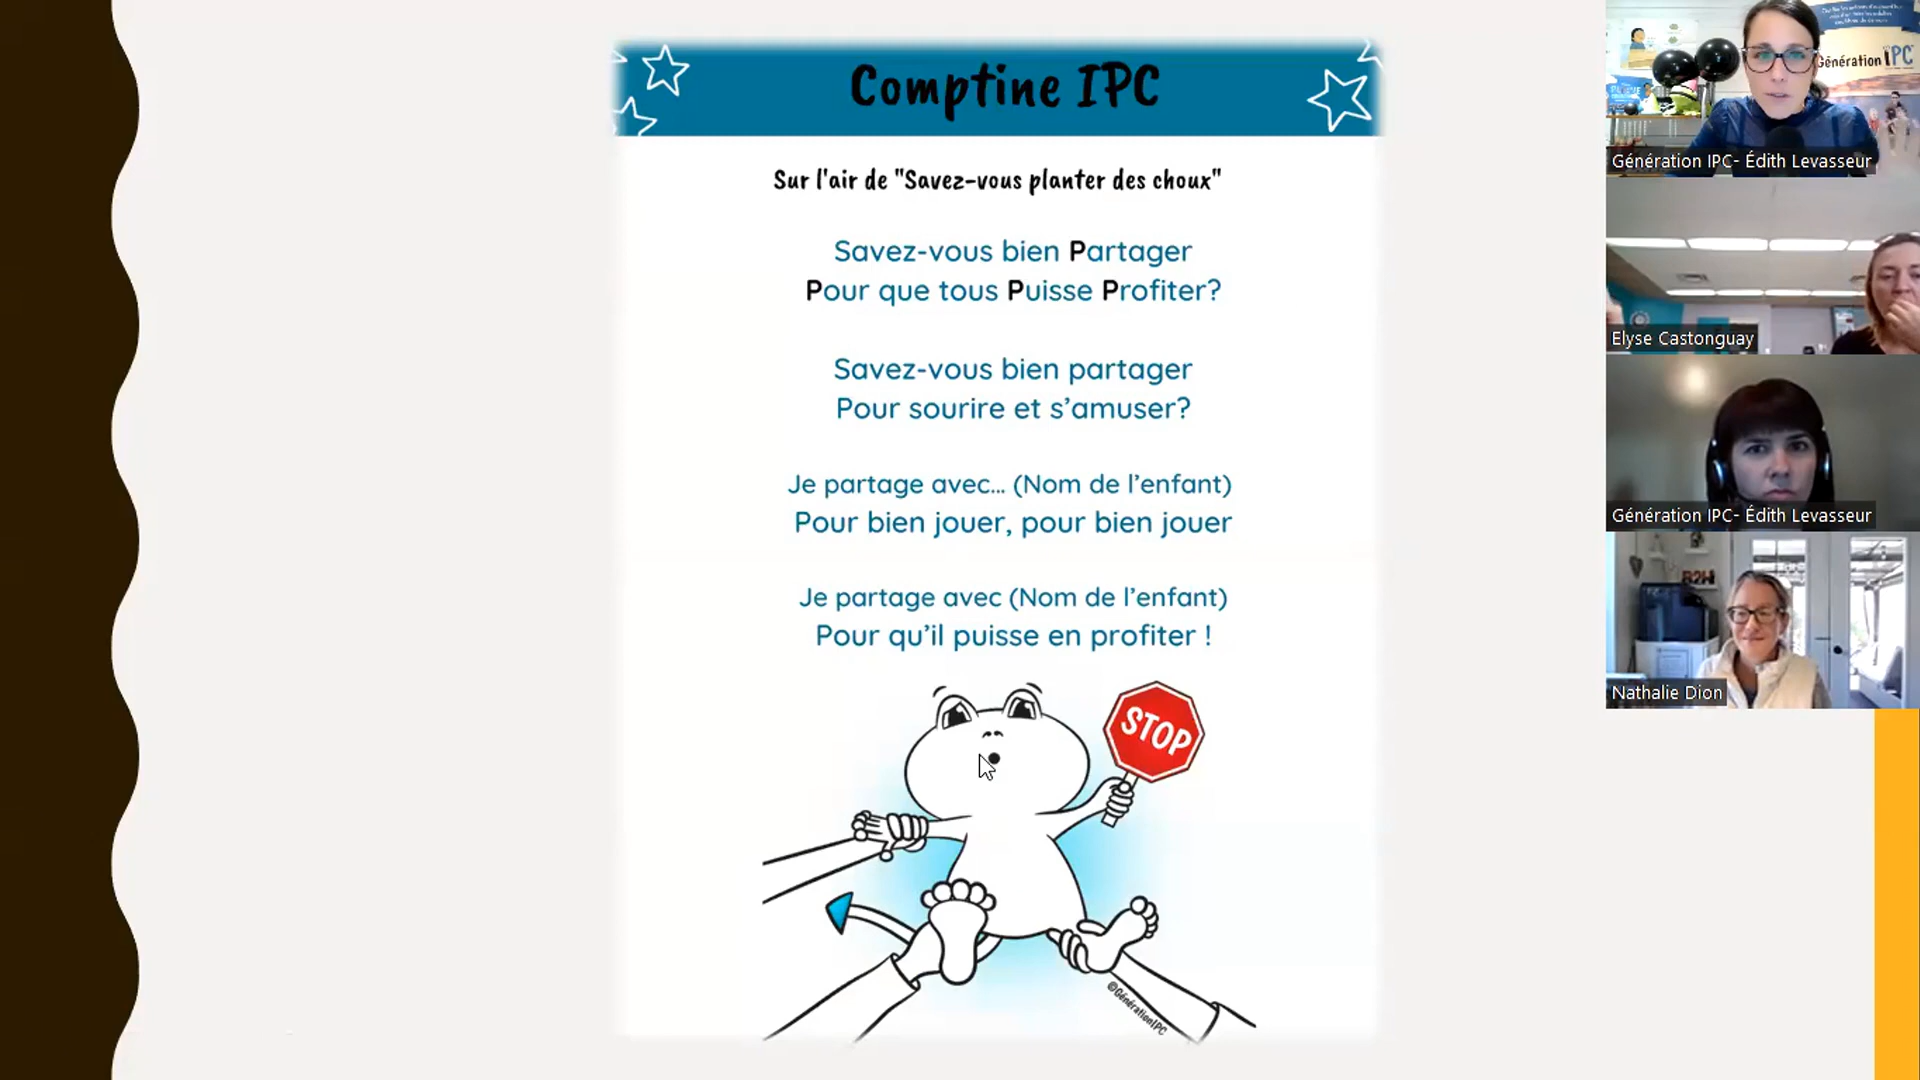 Comptine IPC
Sur l'air de "Savez-vous planter des choux"
Savez-vous bien Partager
Pour que tous Puisse Profiter?
Savez-vous bien partager
Pour sourire et s’amuser?
Je partage avec... (Nom de l’enfant)
Pour bien jouer, pour bien jouer
Je partage avec (Nom de l’enfant)
Pour qu’il puisse en profiter !
STOP
©GénérationIPC
Génération IPC
Génération IPC- Édith Levasseur
Elyse Castonguay
Génération IPC- Édith Levasseur
Nathalie Dion